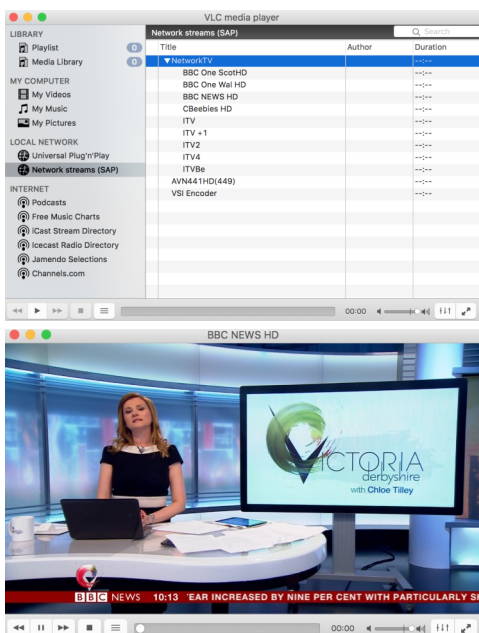 VLC media player
LIBRARY
Playlist 0
Media Library 0
MY COMPUTER
My Videos
My Music
My Pictures
LOCAL NETWORK
Universal Plug'n'Play
Network streams (SAP)
INTERNET
Podcasts
Free Music Charts
iCast Stream Directory
Icecast Radio Directory
Jamendo Selections
Channels.com
Network streams (SAP) Search
Title Author Duration
NetworkTV --:--
BBC One ScotHD --:--
BBC One Wal HD --:--
BBC NEWS HD --:--
CBeebies HD --:--
ITV --:--
ITV +1 --:--
ITV2 --:--
ITV4 --:--
ITVBe --:--
AVN441HD(449) --:--
VSI Encoder --:--
00:00
BBC NEWS HD
VICTORIA
derbyshire
with Chloe Tilley
BBC NEWS 10:13 'EAR INCREASED BY NINE PER CENT WITH PARTICULARLY SH
00:00